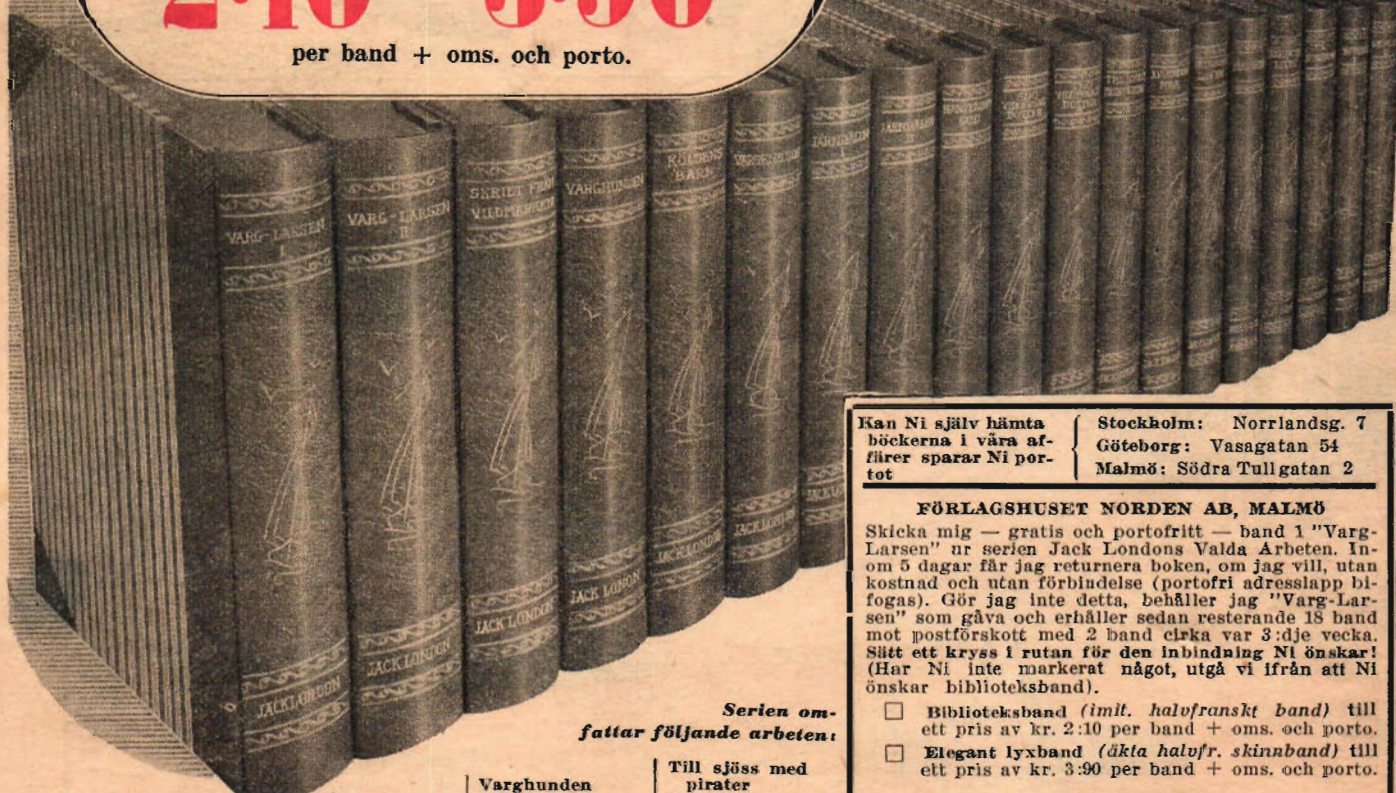 per band + oms. och porto.
VARG-LARSEN
I
JACK LONDON
VARG-LARSEN
II
JACK LONDON
SKRIET FRÅN
VILDMARKEN
JACK LONDON
VARGHUNDEN
JACK LONDON
KÖLDENS
BARN
JACK LONDON
JACK LONDON
Kan Ni själv hämta
böckerna i våra af-
färer sparar Ni por-
tot
Stockholm: Norrlandsg. 7
Göteborg: Vasagatan 54
Malmö: Södra Tullgatan 2
FÖRLAGSHUSET NORDEN AB, MALMÖ
Skicka mig — gratis och portofritt — band 1 "Varg-
Larsen" ur serien Jack Londons Valda Arbeten. In-
om 5 dagar får jag returnera boken, om jag vill, utan
kostnad och utan förbindelse (portofri adresslapp bi-
fogas). Gör jag inte detta, behåller jag "Varg-Lar-
sen" som gåva och erhåller sedan resterande 18 band
mot postförskott med 2 band cirka var 3:dje vecka.
Sätt ett kryss i rutan för den inbindning Ni önskar!
(Har Ni inte markerat något, utgå vi ifrån att Ni
önskar biblioteksband).
Biblioteksband (imit. halvfranskt band) till
ett pris av kr. 2:10 per band + oms. och porto.
Elegant lyxband (äkta halvfr. skinnband) till
ett pris av kr. 3:90 per band + oms. och porto.
Serien om-
fattar följande arbeten:
Varghunden
Till sjöss med
pirater